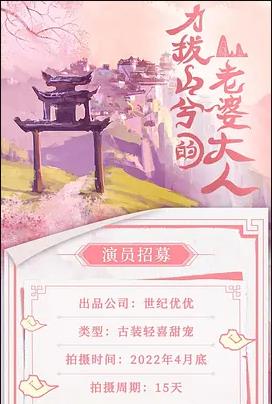 力拔山兮的
老婆大人
演员招募
出品公司：世纪优优
类型：古装轻喜甜宠
拍摄时间：2022年4月底
拍摄周期：15天